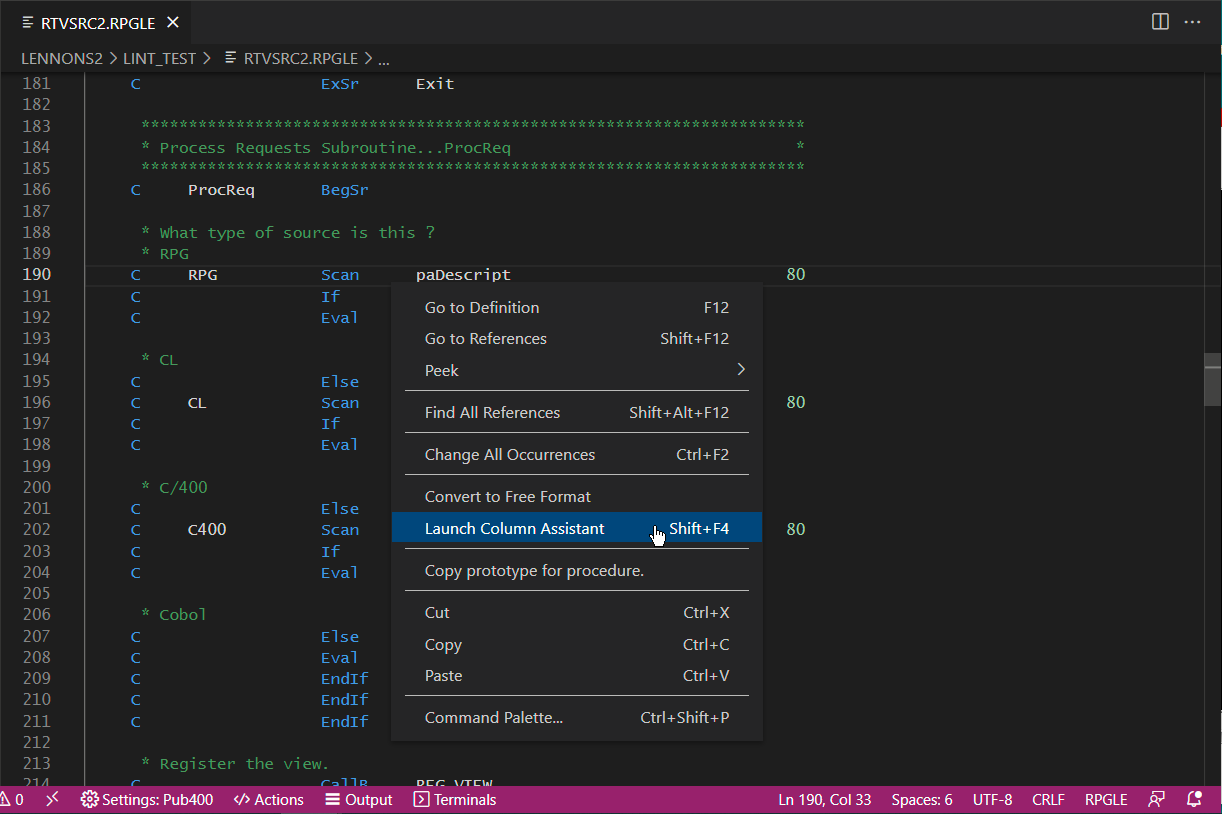 RTVSRC2.RPGLE
LENNONS2 > LINT_TEST > RTVSRC2.RPGLE > ...
181 C ExSr Exit
182
183 **********************************************************************
184 * Process Requests Subroutine...ProcReq *
185 **********************************************************************
186 C ProcReq BegSr
187
188 * What type of source is this ?
189 * RPG
190 C RPG Scan paDescript 80
191 C If
192 C Eval
193
194 * CL
195 C Else
196 C CL Scan 80
197 C If
198 C Eval
199
200 * C/400
201 C Else
202 C C400 Scan 80
203 C If
204 C Eval
205
206 * Cobol
207 C Else
208 C Eval
209 C EndIf
210 C EndIf
211 C EndIf
212
213 * Register the view.
214 C CallB REG_VIEW
Go to Definition F12
Go to References Shift+F12
Peek >
Find All References Shift+Alt+F12
Change All Occurrences Ctrl+F2
Convert to Free Format
Launch Column Assistant Shift+F4
Copy prototype for procedure.
Cut Ctrl+X
Copy Ctrl+C
Paste Ctrl+V
Command Palette... Ctrl+Shift+P
0 Settings: Pub400 Actions Output Terminals Ln 190, Col 33 Spaces: 6 UTF-8 CRLF RPGLE